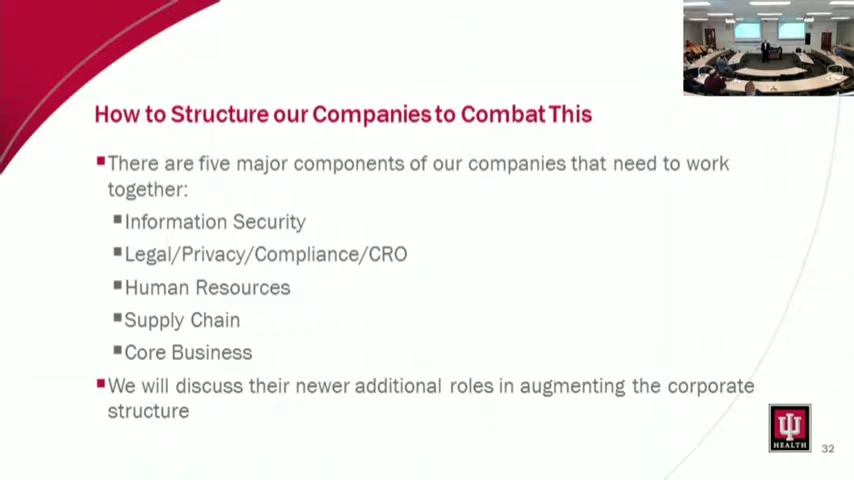 How to Structure our Companies to Combat This
There are five major components of our companies that need to work
together:
Information Security
Legal/Privacy/Compliance/CRO
Human Resources
Supply Chain
Core Business
We will discuss their newer additional roles in augmenting the corporate
structure
IU
HEALTH
32